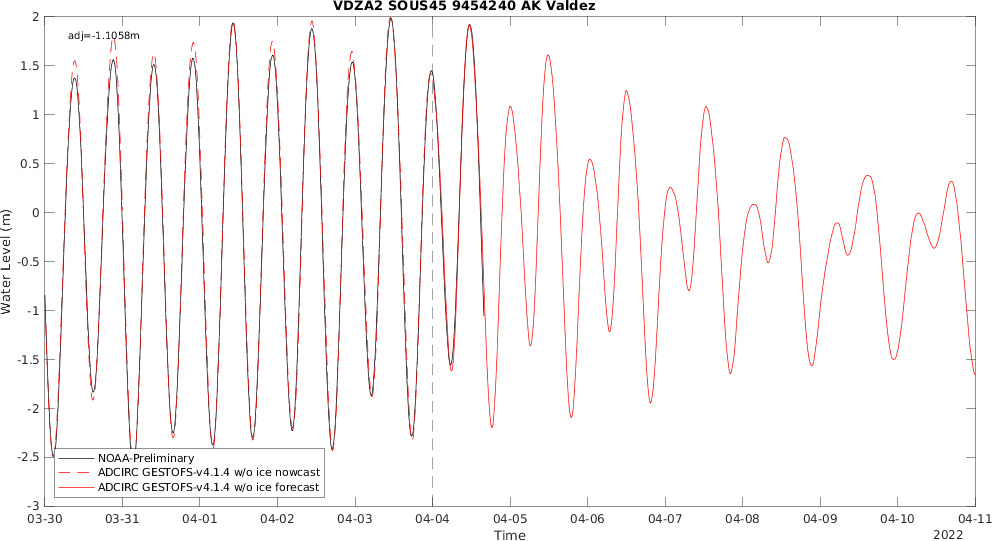 VDZA2 SOUS45 9454240 AK Valdez
adj=-1.1058m
2
1.5
1
0.5
0
-0.5
-1
-1.5
-2
-2.5
-3
Water Level (m)
NOAA-Preliminary
ADCIRC GESTOFS-v4.1.4 w/o ice nowcast
ADCIRC GESTOFS-v4.1.4 w/o ice forecast
03-30 03-31 04-01 04-02 04-03 04-04 04-05 04-06 04-07 04-08 04-09 04-10 04-11
Time
2022